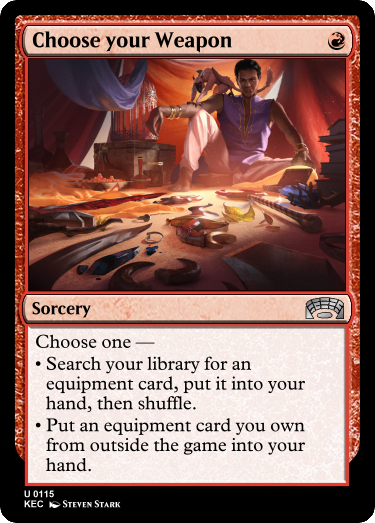 Choose your Weapon
Sorcery
Choose one —
• Search your library for an
equipment card, put it into your
hand, then shuffle.
• Put an equipment card you own
from outside the game into your
hand.
U 0115
KEC STEVEN STARK